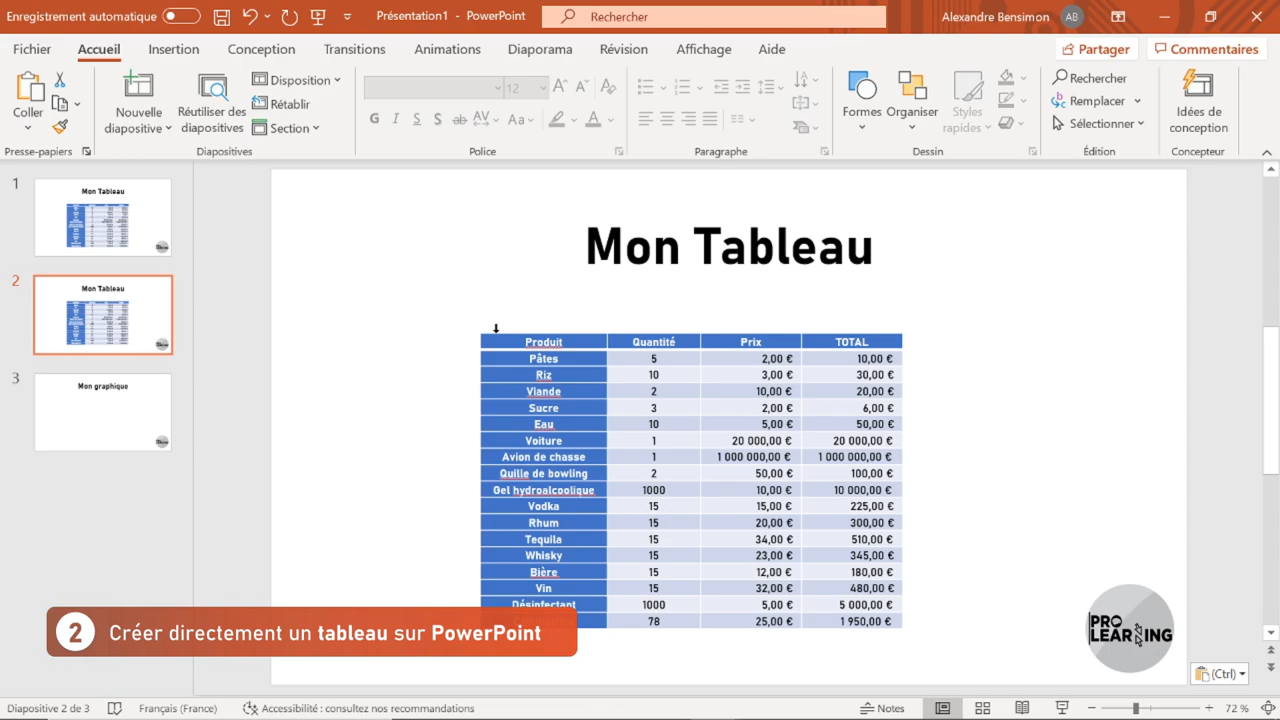 Enregistrement automatique
Présentation1 - PowerPoint
Rechercher
Alexandre Bensimon
AB
Fichier
Accueil
Insertion
Conception
Transitions
Animations
Diaporama
Révision
Affichage
Aide
Partager
Commentaires
Coller
Nouvelle diapositive
Réutiliser des diapositives
Disposition
Rétablir
Section
12
G I S S ab AV Aa A
Formes
Organiser
Styles rapides
Rechercher
Remplacer
Sélectionner
Idées de conception
Presse-papiers
Diapositives
Police
Paragraphe
Dessin
Édition
Concepteur
1
Mon Tableau
2
Mon Tableau
3
Mon graphique
Mon Tableau
Produit Quantité Prix TOTAL
Pâtes 5 2,00 € 10,00 €
Riz 10 3,00 € 30,00 €
Viande 2 10,00 € 20,00 €
Sucre 3 2,00 € 6,00 €
Eau 10 5,00 € 50,00 €
Voiture 1 20 000,00 € 20 000,00 €
Avion de chasse 1 1 000 000,00 € 1 000 000,00 €
Quille de bowling 2 50,00 € 100,00 €
Gel hydroalcoolique 1000 10,00 € 10 000,00 €
Vodka 15 15,00 € 225,00 €
Rhum 15 20,00 € 300,00 €
Tequila 15 34,00 € 510,00 €
Whisky 15 23,00 € 345,00 €
Bière 15 12,00 € 180,00 €
Vin 15 32,00 € 480,00 €
Désinfectant 1000 5,00 € 5 000,00 €
78 25,00 € 1 950,00 €
2 Créer directement un tableau sur PowerPoint
PRO
LEARNING
(Ctrl)
Diapositive 2 de 3
Français (France)
Accessibilité : consultez nos recommandations
Notes
72 %